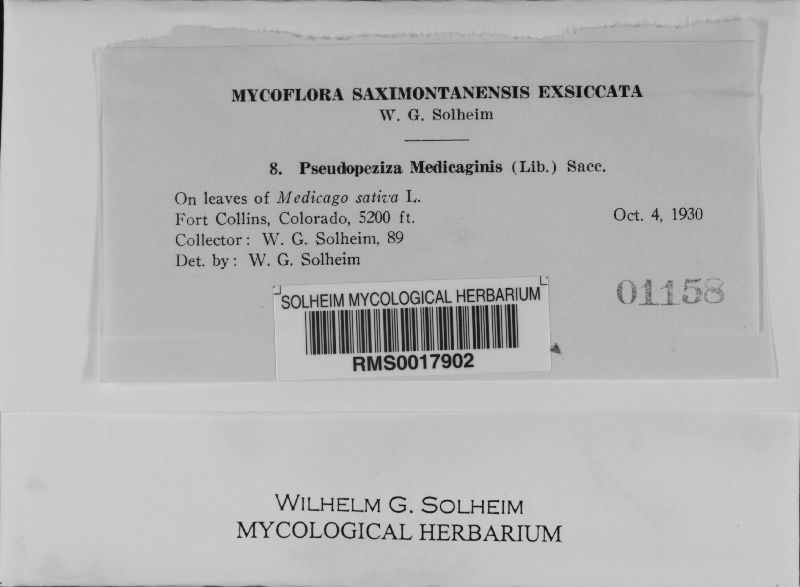 MYCOFLORA SAXIMONTANENSIS EXSICCATA
W. G. Solheim
8. Pseudopeziza Medicaginis (Lib.) Sacc.
On leaves of Medicago sativa L.
Fort Collins, Colorado, 5200 ft. Oct. 4, 1930
Collector: W. G. Solheim, 89
Det. by: W. G. Solheim
01158
SOLHEIM MYCOLOGICAL HERBARIUM
RMS0017902
WILHELM G. SOLHEIM
MYCOLOGICAL HERBARIUM